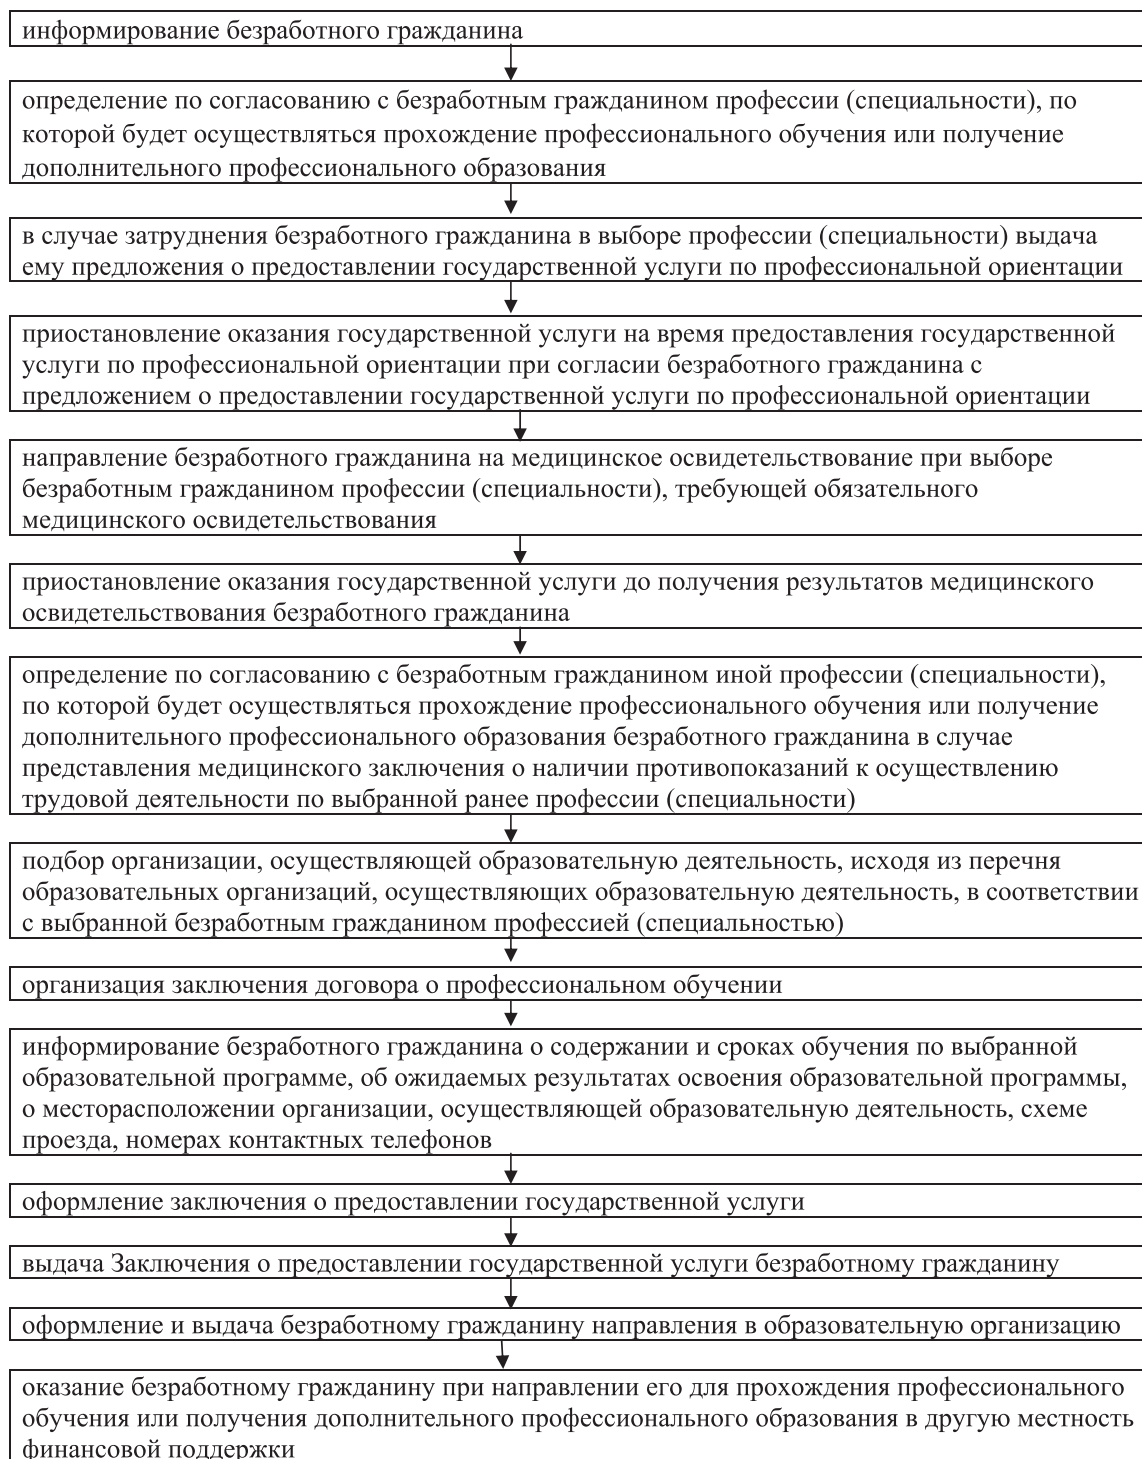 информирование безработного гражданина
определение по согласованию с безработным гражданином профессии (специальности), по
которой будет осуществляться прохождение профессионального обучения или получение
дополнительного профессионального образования
в случае затруднения безработного гражданина в выборе профессии (специальности) выдача
ему предложения о предоставлении государственной услуги по профессиональной ориентации
приостановление оказания государственной услуги на время предоставления государственной
услуги по профессиональной ориентации при согласии безработного гражданина с
предложением о предоставлении государственной услуги по профессиональной ориентации
направление безработного гражданина на медицинское освидетельствование при выборе
безработным гражданином профессии (специальности), требующей обязательного
медицинского освидетельствования
приостановление оказания государственной услуги до получения результатов медицинского
освидетельствования безработного гражданина
определение по согласованию с безработным гражданином иной профессии (специальности),
по которой будет осуществляться прохождение профессионального обучения или получение
дополнительного профессионального образования безработного гражданина в случае
представления медицинского заключения о наличии противопоказаний к осуществлению
трудовой деятельности по выбранной ранее профессии (специальности)
подбор организации, осуществляющей образовательную деятельность, исходя из перечня
образовательных организаций, осуществляющих образовательную деятельность, в соответствии
с выбранной безработным гражданином профессией (специальностью)
организация заключения договора о профессиональном обучении
информирование безработного гражданина о содержании и сроках обучения по выбранной
образовательной программе, об ожидаемых результатах освоения образовательной программы,
о месторасположении организации, осуществляющей образовательную деятельность, схеме
проезда, номерах контактных телефонов
оформление заключения о предоставлении государственной услуги
выдача Заключения о предоставлении государственной услуги безработному гражданину
оформление и выдача безработному гражданину направления в образовательную организацию
оказание безработному гражданину при направлении его для прохождения профессионального
обучения или получения дополнительного профессионального образования в другую местность
финансовой поддержки